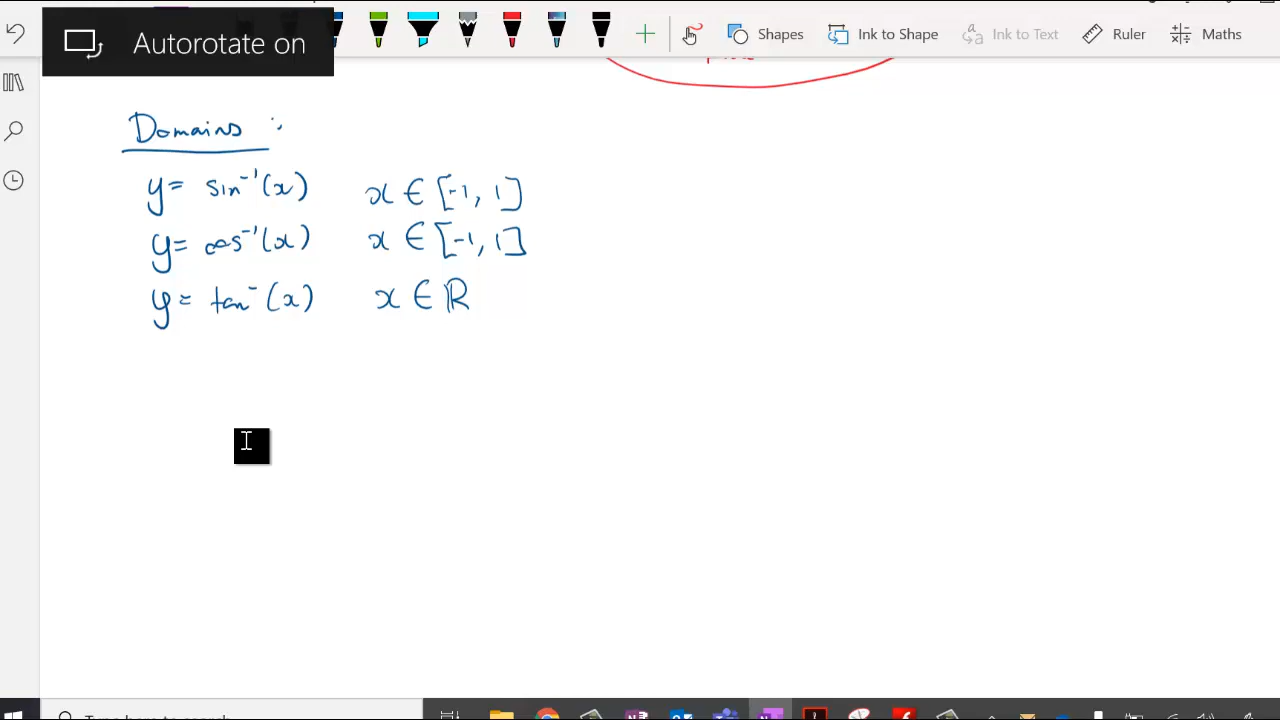 Autorotate on
Shapes
Ink to Shape
Ink to Text
Ruler
Maths
Domains :
y = sin⁻¹(x) x ∈ [-1, 1]
y = cos⁻¹(x) x ∈ [-1, 1]
y = tan⁻(x) x ∈ ℝ